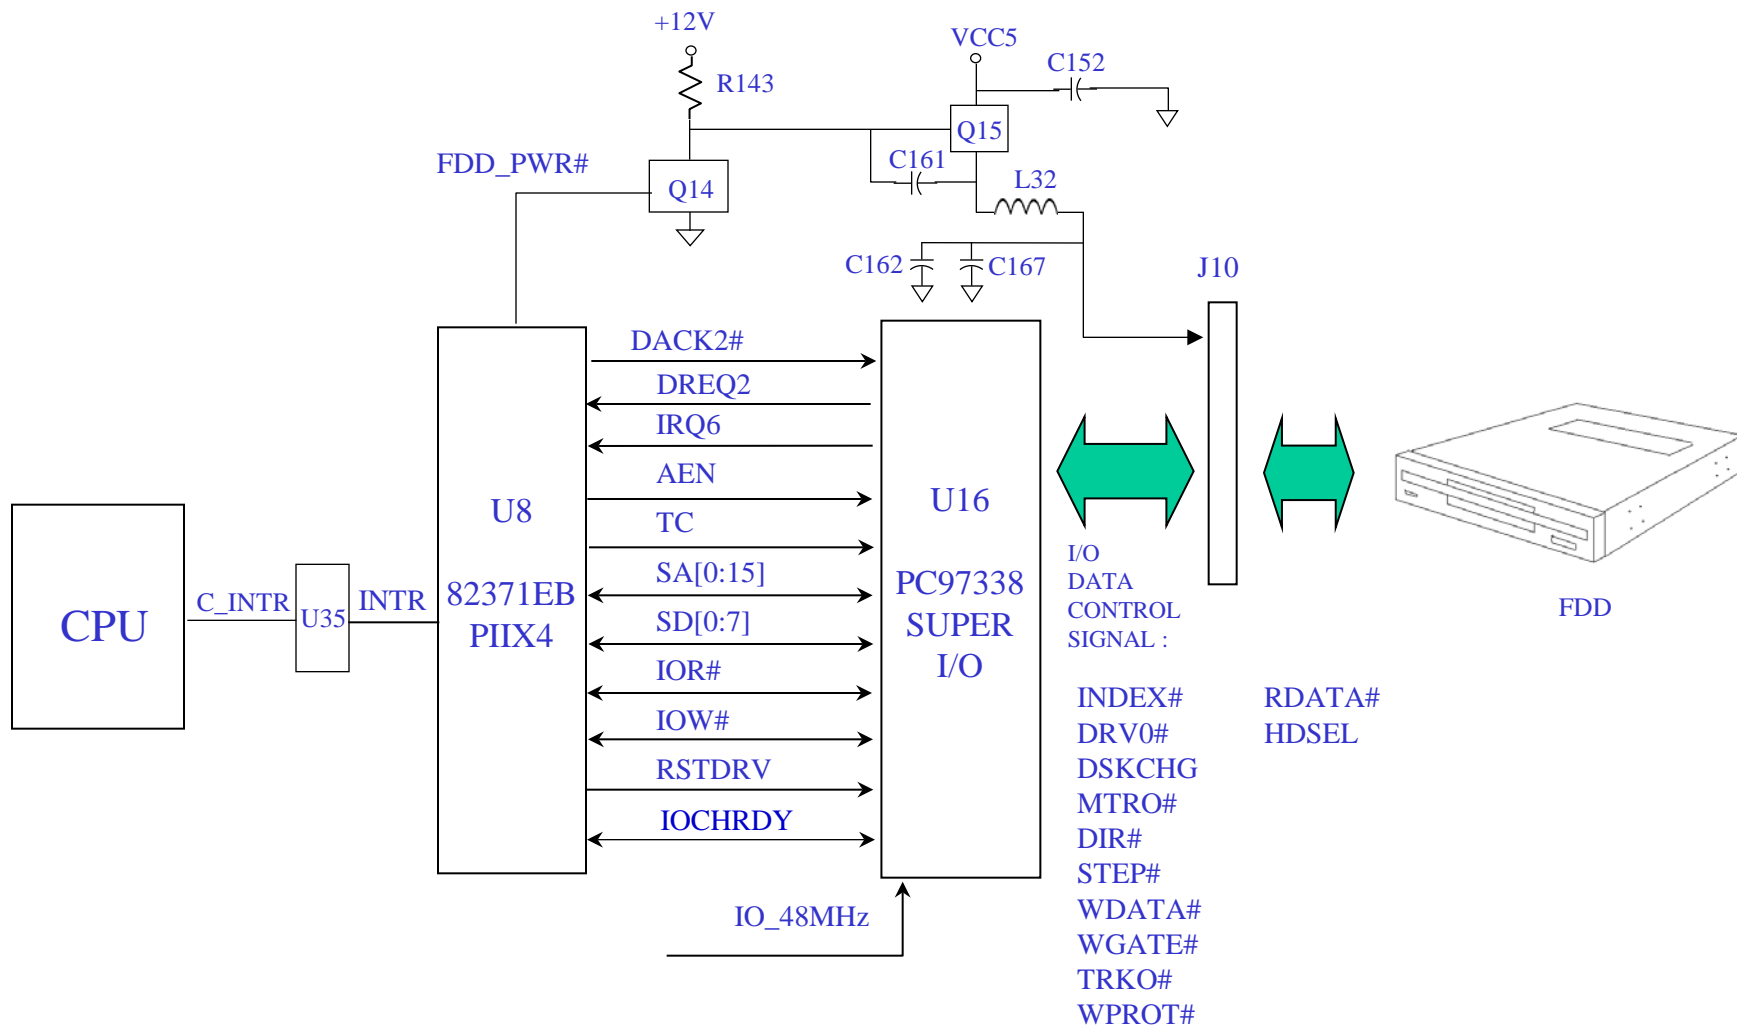 +12V
VCC5
C152
R143
Q15
C161
FDD_PWR#
Q14
L32
C162
C167
J10
DACK2#
DREQ2
IRQ6
AEN
TC
SA[0:15]
SD[0:7]
IOR#
IOW#
RSTDRV
IOCHRDY
U8
82371EB
PIIX4
U16
PC97338
SUPER
I/O
CPU
C_INTR
U35
INTR
I/O
DATA
CONTROL
SIGNAL :
FDD
INDEX#
DRV0#
DSKCHG
MTRO#
DIR#
STEP#
WDATA#
WGATE#
TRKO#
WPROT#
RDATA#
HDSEL
IO_48MHz